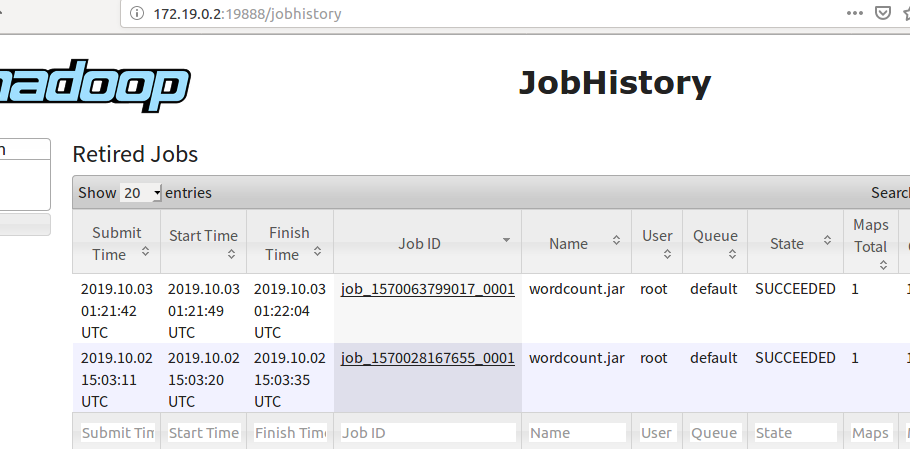 172.19.0.2:19888/jobhistory
hadoop
JobHistory
Retired Jobs
Show 20 entries
Submit Time
Start Time
Finish Time
Job ID
Name
User
Queue
State
Maps Total
2019.10.03 01:21:42 UTC
2019.10.03 01:21:49 UTC
2019.10.03 01:22:04 UTC
job_1570063799017_0001
wordcount.jar
root
default
SUCCEEDED
1
2019.10.02 15:03:11 UTC
2019.10.02 15:03:20 UTC
2019.10.02 15:03:35 UTC
job_1570028167655_0001
wordcount.jar
root
default
SUCCEEDED
1
Submit Tim
Start Time
Finish Tim
Job ID
Name
User
Queue
State
Maps